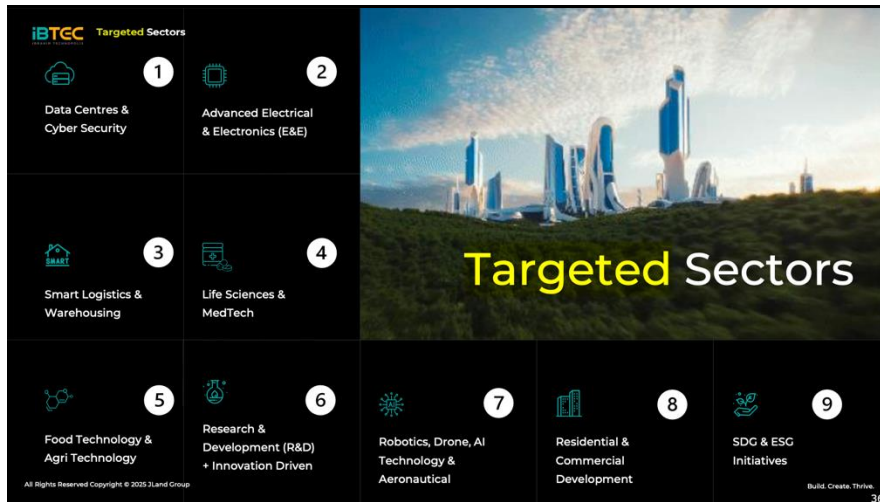 iBTEC
Targeted Sectors
1
Data Centres &
Cyber Security
2
Advanced Electrical
& Electronics (E&E)
3
SMART
Smart Logistics &
Warehousing
4
Life Sciences &
MedTech
Targeted Sectors
5
Food Technology &
Agri Technology
6
Research &
Development (R&D)
+ Innovation Driven
7
AI
Robotics, Drone, AI
Technology &
Aeronautical
8
Residential &
Commercial
Development
9
SDG & ESG
Initiatives
All Rights Reserved Copyright © 2025 JLand Group
Build. Create. Thrive.